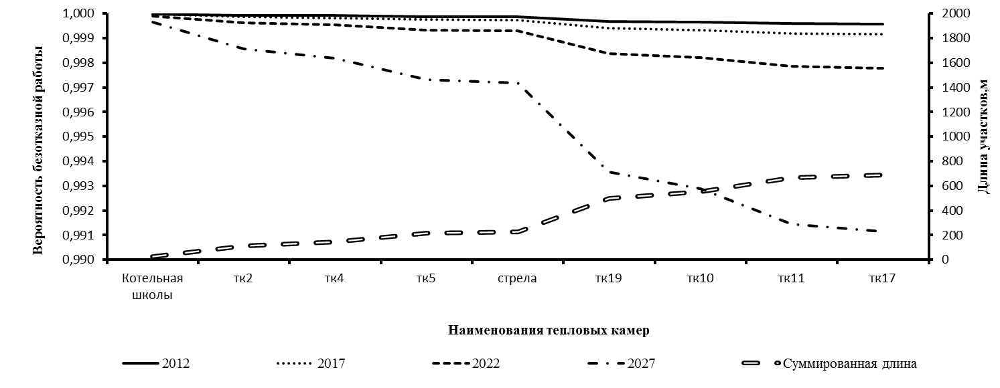 Вероятность безотказной работы
1,000
0,999
0,998
0,997
0,996
0,995
0,994
0,993
0,992
0,991
0,990
2000
1800
1600
1400
1200
1000
800
600
400
200
0
Длина участков,м
Котельная
школы
тк2
тк4
тк5
стрела
тк19
тк10
тк11
тк17
Наименования тепловых камер
2012
2017
2022
2027
Суммированная длина